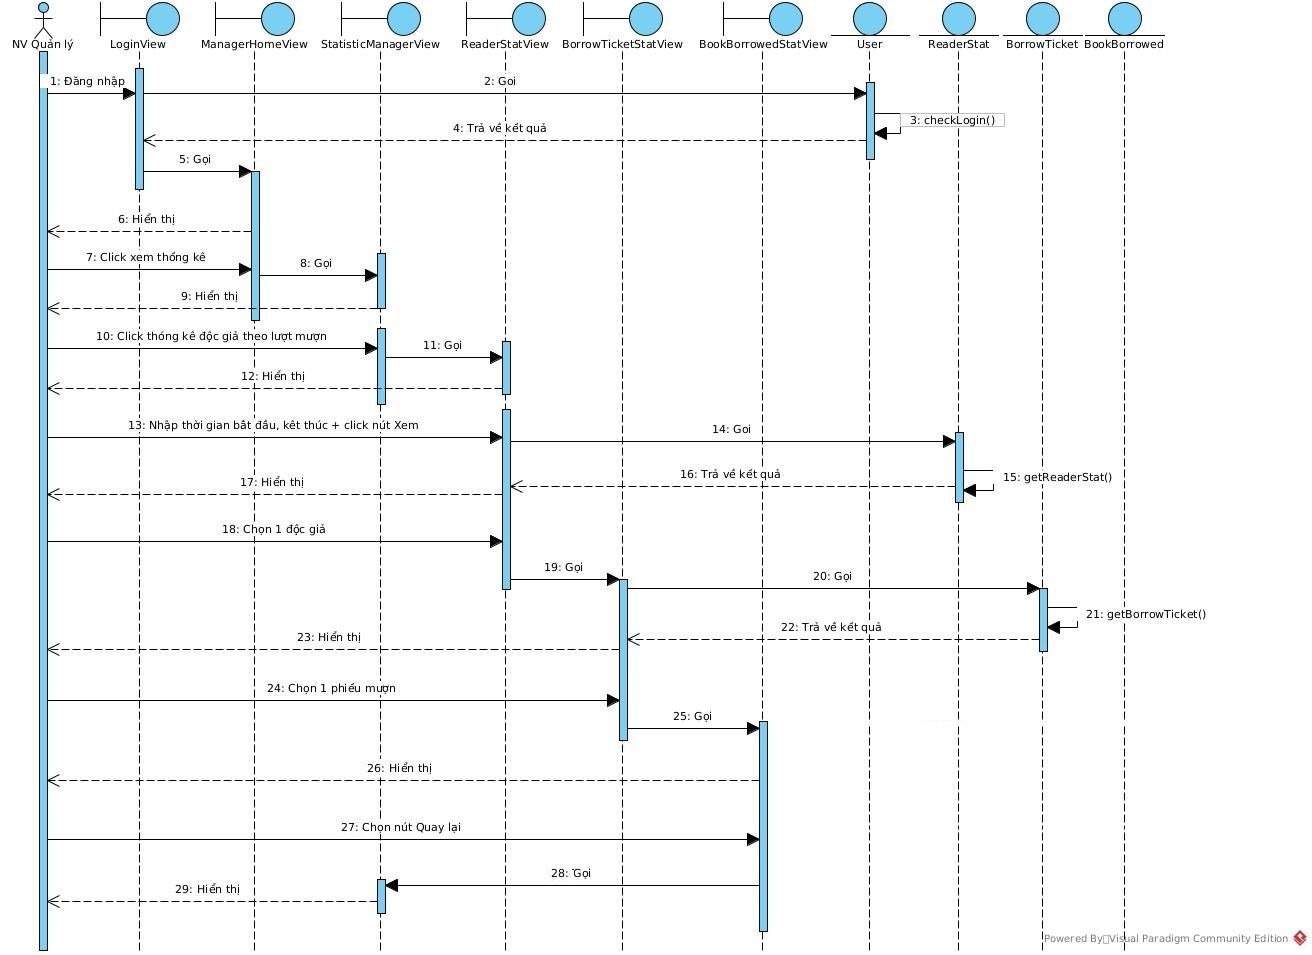 NV Quản lý
LoginView
ManagerHomeView
StatisticManagerView
ReaderStatView
BorrowTicketStatView
BookBorrowedStatView
User
ReaderStat
BorrowTicket
BookBorrowed
1: Đăng nhập
2: Goi
3: checkLogin()
4: Trả về kết quả
5: Gọi
6: Hiển thị
7: Click xem thống kê
8: Gọi
9: Hiển thị
10: Click thóng kê độc giả theo lượt mượn
11: Gọi
12: Hiển thị
13: Nhập thời gian bắt đầu, kêt thúc + click nút Xem
14: Goi
15: getReaderStat()
16: Trả về kết quả
17: Hiển thị
18: Chọn 1 độc giả
19: Gọi
20: Gọi
21: getBorrowTicket()
22: Trả về kết quả
23: Hiển thị
24: Chọn 1 phiếu mượn
25: Gọi
26: Hiển thị
27: Chọn nút Quay lại
28: Gọi
29: Hiển thị
Powered By Visual Paradigm Community Edition